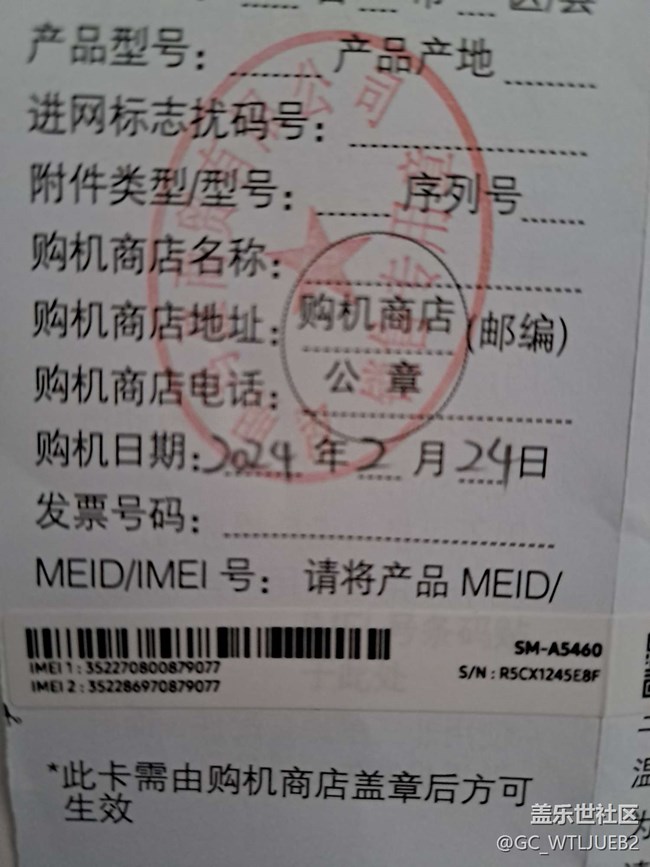 产品型号： 产品产地
进网标志扰码号：
附件类型/型号： 序列号
购机商店名称：
购机商店地址： 购机商店 (邮编)
公章
购机商店电话：
购机日期:2024年2月24日
发票号码：
MEID/IMEI 号： 请将产品 MEID/
SM-A5460
IMEI 1 : 352270800879077
S/N : R5CX1245E8F
IMEI 2 : 352286970879077
*此卡需由购机商店盖章后方可
生效
盖乐世社区
@GC_WTLJUEB2